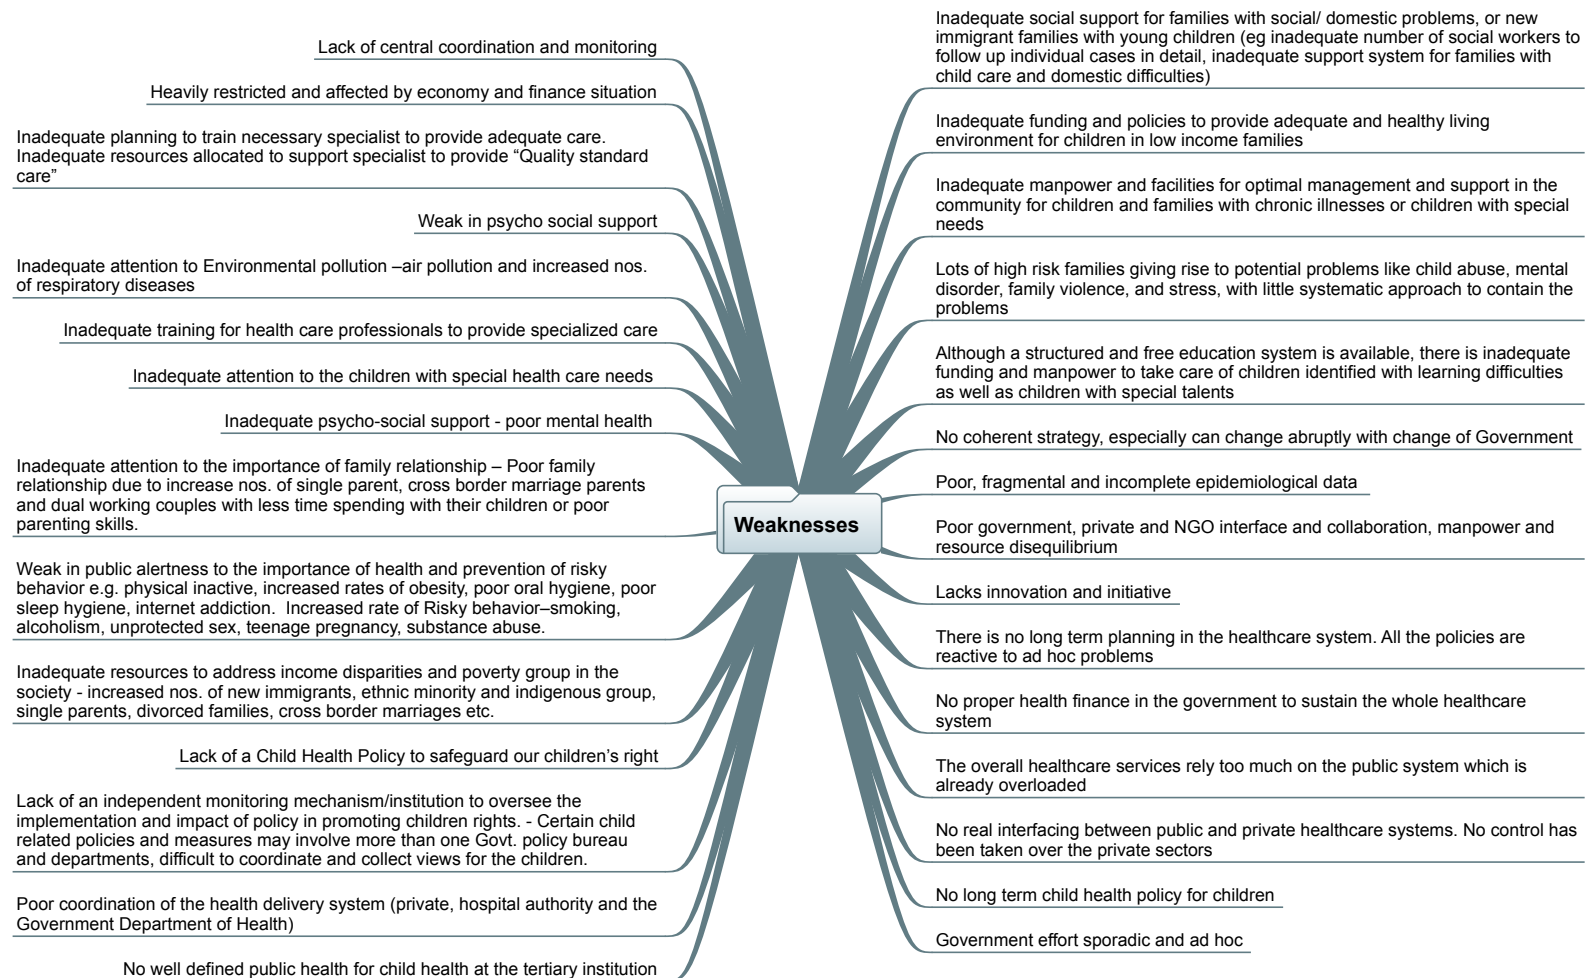 Lack of central coordination and monitoring
Heavily restricted and affected by economy and finance situation
Inadequate planning to train necessary specialist to provide adequate care.
Inadequate resources allocated to support specialist to provide “Quality standard
care”
Weak in psycho social support
Inadequate attention to Environmental pollution –air pollution and increased nos.
of respiratory diseases
Inadequate training for health care professionals to provide specialized care
Inadequate attention to the children with special health care needs
Inadequate psycho-social support - poor mental health
Inadequate attention to the importance of family relationship – Poor family
relationship due to increase nos. of single parent, cross border marriage parents
and dual working couples with less time spending with their children or poor
parenting skills.
Weak in public alertness to the importance of health and prevention of risky
behavior e.g. physical inactive, increased rates of obesity, poor oral hygiene, poor
sleep hygiene, internet addiction.  Increased rate of Risky behavior–smoking,
alcoholism, unprotected sex, teenage pregnancy, substance abuse.
Inadequate resources to address income disparities and poverty group in the
society - increased nos. of new immigrants, ethnic minority and indigenous group,
single parents, divorced families, cross border marriages etc.
Lack of a Child Health Policy to safeguard our children’s right
Lack of an independent monitoring mechanism/institution to oversee the
implementation and impact of policy in promoting children rights. - Certain child
related policies and measures may involve more than one Govt. policy bureau
and departments, difficult to coordinate and collect views for the children.
Poor coordination of the health delivery system (private, hospital authority and the
Government Department of Health)
No well defined public health for child health at the tertiary institution
Weaknesses
Inadequate social support for families with social/ domestic problems, or new
immigrant families with young children (eg inadequate number of social workers to
follow up individual cases in detail, inadequate support system for families with
child care and domestic difficulties)
Inadequate funding and policies to provide adequate and healthy living
environment for children in low income families
Inadequate manpower and facilities for optimal management and support in the
community for children and families with chronic illnesses or children with special
needs
Lots of high risk families giving rise to potential problems like child abuse, mental
disorder, family violence, and stress, with little systematic approach to contain the
problems
Although a structured and free education system is available, there is inadequate
funding and manpower to take care of children identified with learning difficulties
as well as children with special talents
No coherent strategy, especially can change abruptly with change of Government
Poor, fragmental and incomplete epidemiological data
Poor government, private and NGO interface and collaboration, manpower and
resource disequilibrium
Lacks innovation and initiative
There is no long term planning in the healthcare system. All the policies are
reactive to ad hoc problems
No proper health finance in the government to sustain the whole healthcare
system
The overall healthcare services rely too much on the public system which is
already overloaded
No real interfacing between public and private healthcare systems. No control has
been taken over the private sectors
No long term child health policy for children
Government effort sporadic and ad hoc